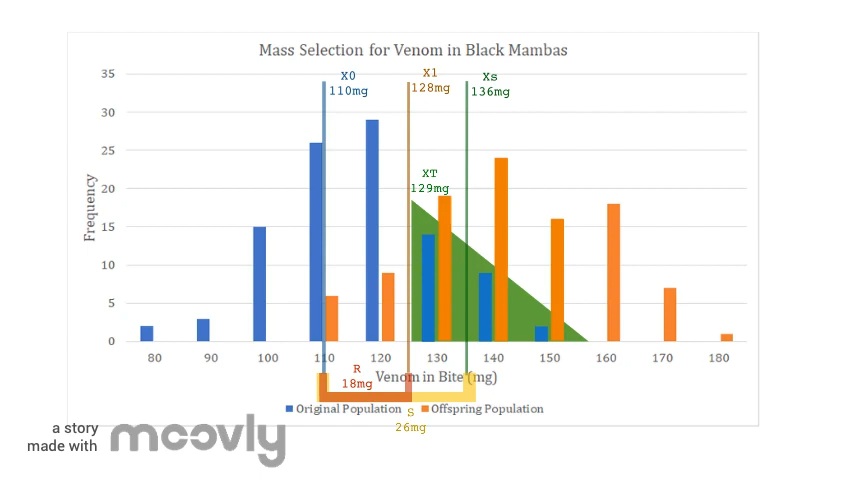 Mass Selection for Venom in Black Mambas
X0
110mg
X1
128mg
Xs
136mg
XT
129mg
Frequency
35
30
25
20
15
10
5
0
80 90 100 110 120 130 140 150 160 170 180
R
18mg
Venom in Bite (mg)
Original Population Offspring Population
S
26mg
a story
made with
moovly